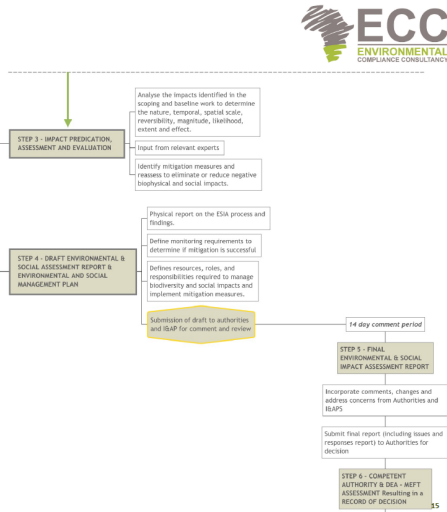 ECC
ENVIRONMENTAL
COMPLIANCE CONSULTANCY
Analyse the impacts identified in the
scoping and baseline work to determine
the nature, temporal, spatial scale,
reversibility, magnitude, likelihood,
extent and effect.
STEP 3 - IMPACT PREDICATION,
ASSESSMENT AND EVALUATION
Input from relevant experts
Identify mitigation measures and
reassess to eliminate or reduce negative
biophysical and social impacts.
Physical report on the ESIA process and
findings.
Define monitoring requirements to
determine if mitigation is successful
STEP 4 - DRAFT ENVIRONMENTAL &
SOCIAL ASSESSMENT REPORT &
ENVIRONMENTAL AND SOCIAL
MANAGEMENT PLAN
Defines resources, roles, and
responsibilities required to manage
biodiversity and social impacts and
implement mitigation measures.
Submission of draft to authorities
and I&AP for comment and review
14 day comment period
STEP 5 - FINAL
ENVIRONMENTAL & SOCIAL
IMPACT ASSESSMENT REPORT
Incorporate comments, changes and
address concerns from Authorities and
I&APS
Submit final report (including issues and
responses report) to Authorities for
decision
STEP 6 - COMPETENT
AUTHORITY & DEA - MEFT
ASSESSMENT Resulting in a
RECORD OF DECISION
15